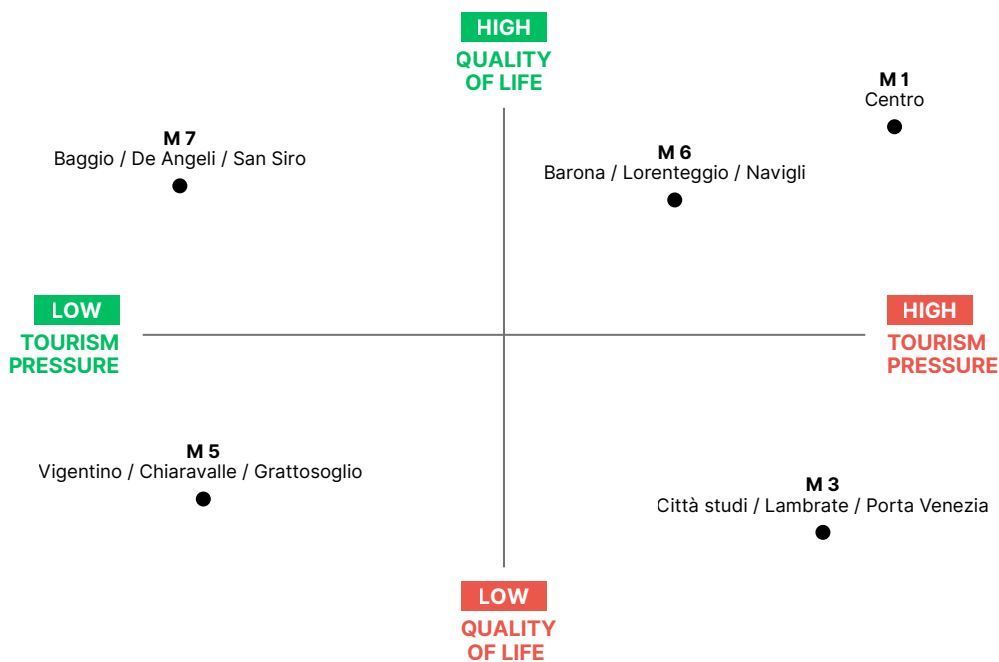 HIGH
QUALITY
OF LIFE
M 1
Centro
M 7
Baggio / De Angeli / San Siro
M 6
Barona / Lorenteggio / Navigli
LOW
TOURISM
PRESSURE
HIGH
TOURISM
PRESSURE
M 5
Vigentino / Chiaravalle / Grattosoglio
M 3
Città studi / Lambrate / Porta Venezia
LOW
QUALITY
OF LIFE